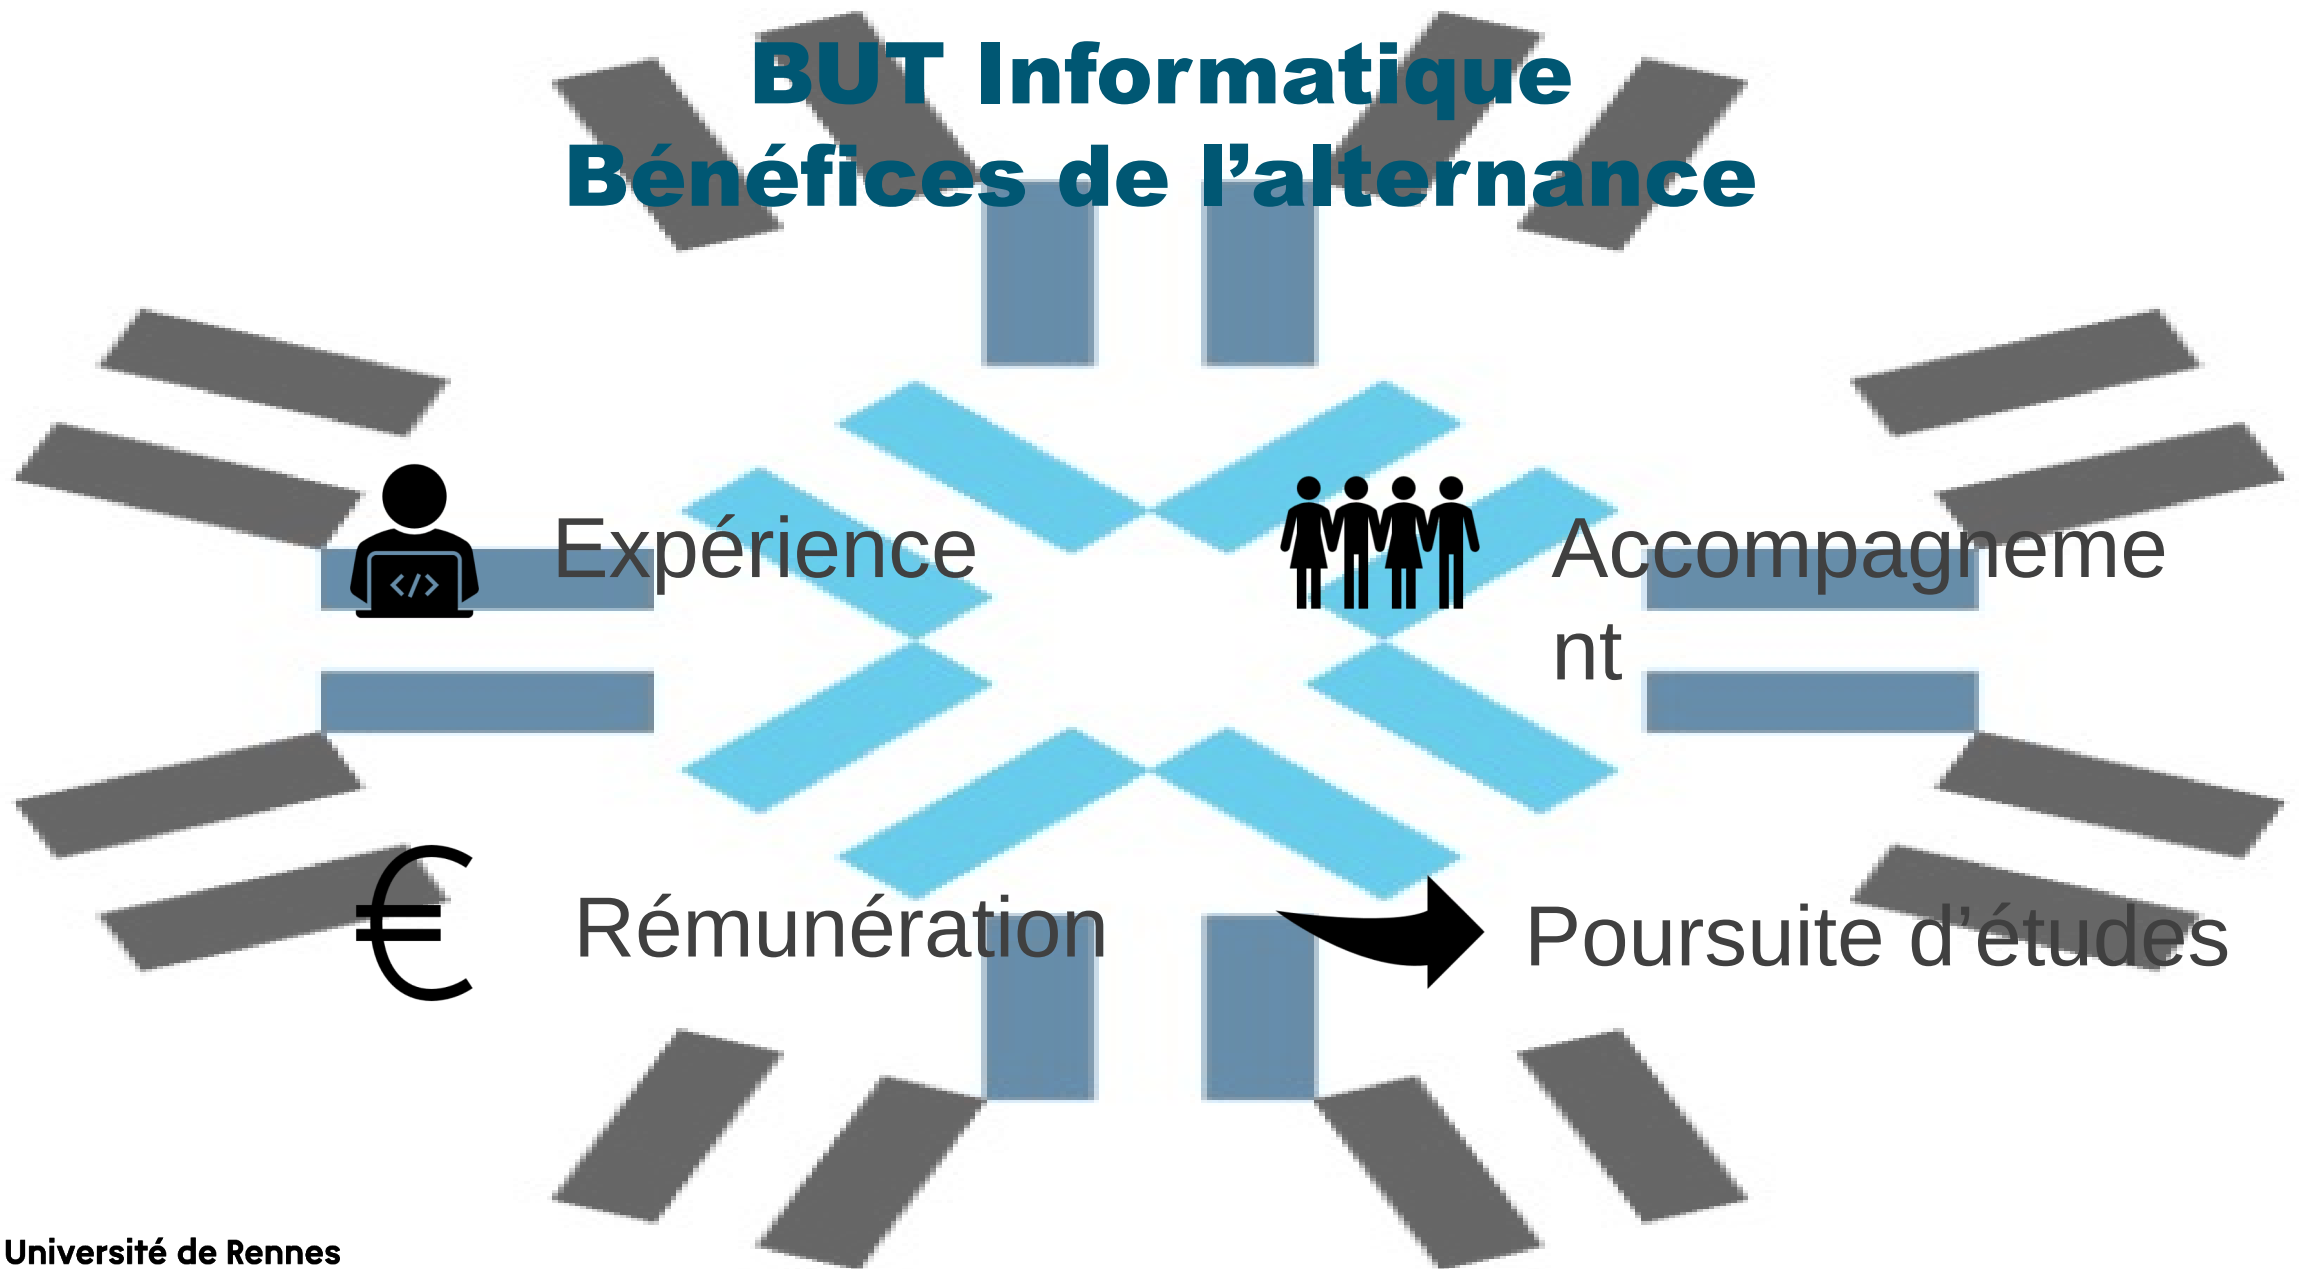 BUT Informatique
Bénéfices de l’alternance
Expérience
Accompagneme
nt
Rémunération
Poursuite d’études
Université de Rennes